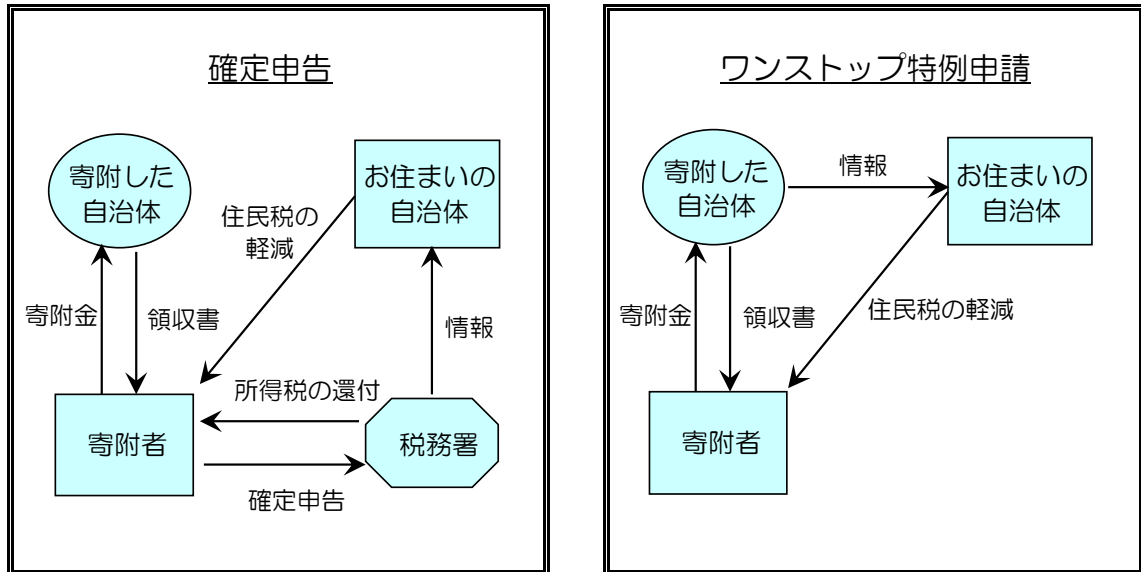 確定申告
寄附した
自治体
お住まいの
自治体
住民税の
軽減
寄附金
領収書
情報
所得税の還付
寄附者
税務署
確定申告
ワンストップ特例申請
寄附した
自治体
情報
お住まいの
自治体
寄附金
領収書
住民税の軽減
寄附者